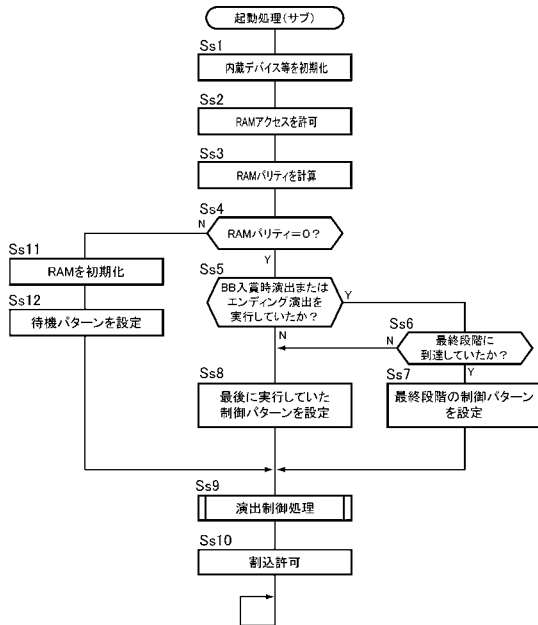 起動処理(サブ)
Ss1
内蔵デバイス等を初期化
Ss2
RAMアクセスを許可
Ss3
RAMパリティを計算
Ss4
RAMパリティ=0?
N
Y
Ss11
RAMを初期化
Ss12
待機パターンを設定
Ss5
BB入賞時演出または
エンディング演出を
実行していたか?
Y
N
Ss6
最終段階に
到達していたか?
N
Y
Ss8
最後に実行していた
制御パターンを設定
Ss7
最終段階の制御パターン
を設定
Ss9
演出制御処理
Ss10
割込許可